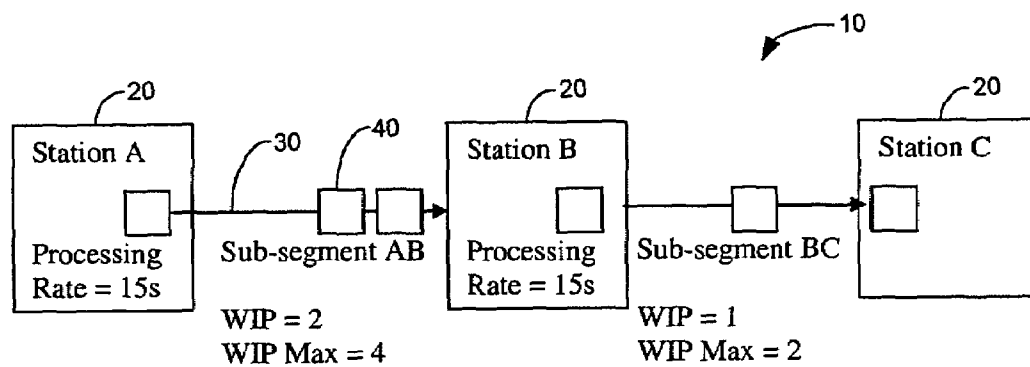 10
20
20
20
40
30
Station A
Station B
Station C
Processing
Rate = 15s
Sub-segment AB
Processing
Rate = 15s
Sub-segment BC
WIP = 2
WIP Max = 4
WIP = 1
WIP Max = 2